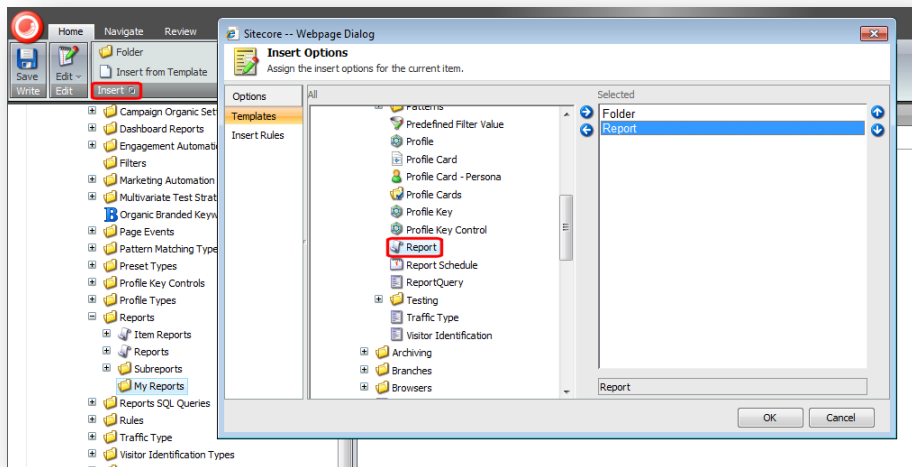 Home Navigate Review
Save
Write
Edit
Edit
Folder
Insert from Template
Insert
Campaign Organic Set
Dashboard Reports
Engagement Automati
Filters
Marketing Automation
Multivariate Test Strat
Organic Branded Keyw
Page Events
Pattern Matching Type
Preset Types
Profile Key Controls
Profile Types
Reports
Item Reports
Reports
Subreports
My Reports
Reports SQL Queries
Rules
Traffic Type
Visitor Identification Types
Sitecore -- Webpage Dialog
Insert Options
Assign the insert options for the current item.
Options
Templates
Insert Rules
All
Patterns
Predefined Filter Value
Profile
Profile Card
Profile Card - Persona
Profile Cards
Profile Key
Profile Key Control
Report
Report Schedule
ReportQuery
Testing
Traffic Type
Visitor Identification
Archiving
Branches
Browsers
Selected
Folder
Report
Report
OK Cancel